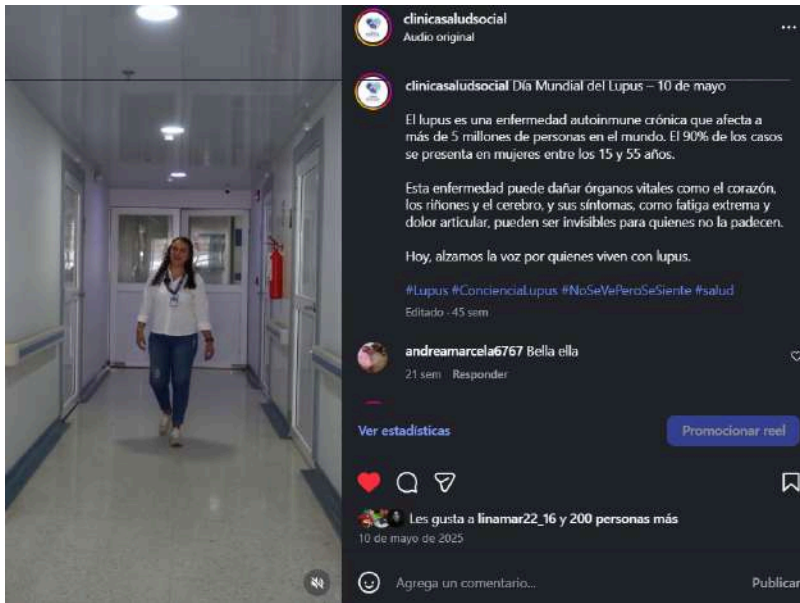 clinicasaludsocial
Audio original
clinicasaludsocial Día Mundial del Lupus – 10 de mayo
El lupus es una enfermedad autoinmune crónica que afecta a
más de 5 millones de personas en el mundo. El 90% de los casos
se presenta en mujeres entre los 15 y 55 años.
Esta enfermedad puede dañar órganos vitales como el corazón,
los riñones y el cerebro, y sus síntomas, como fatiga extrema y
dolor articular, pueden ser invisibles para quienes no la padecen.
Hoy, alzamos la voz por quienes viven con lupus.
#Lupus #ConcienciaLupus #NoSeVePeroSeSiente #salud
Editado · 45 sem
andreamarcela6767 Bella ella
21 sem Responder
Ver estadísticas
Promocionar reel
Les gusta a linamar22_16 y 200 personas más
10 de mayo de 2025
Agrega un comentario...
Publicar